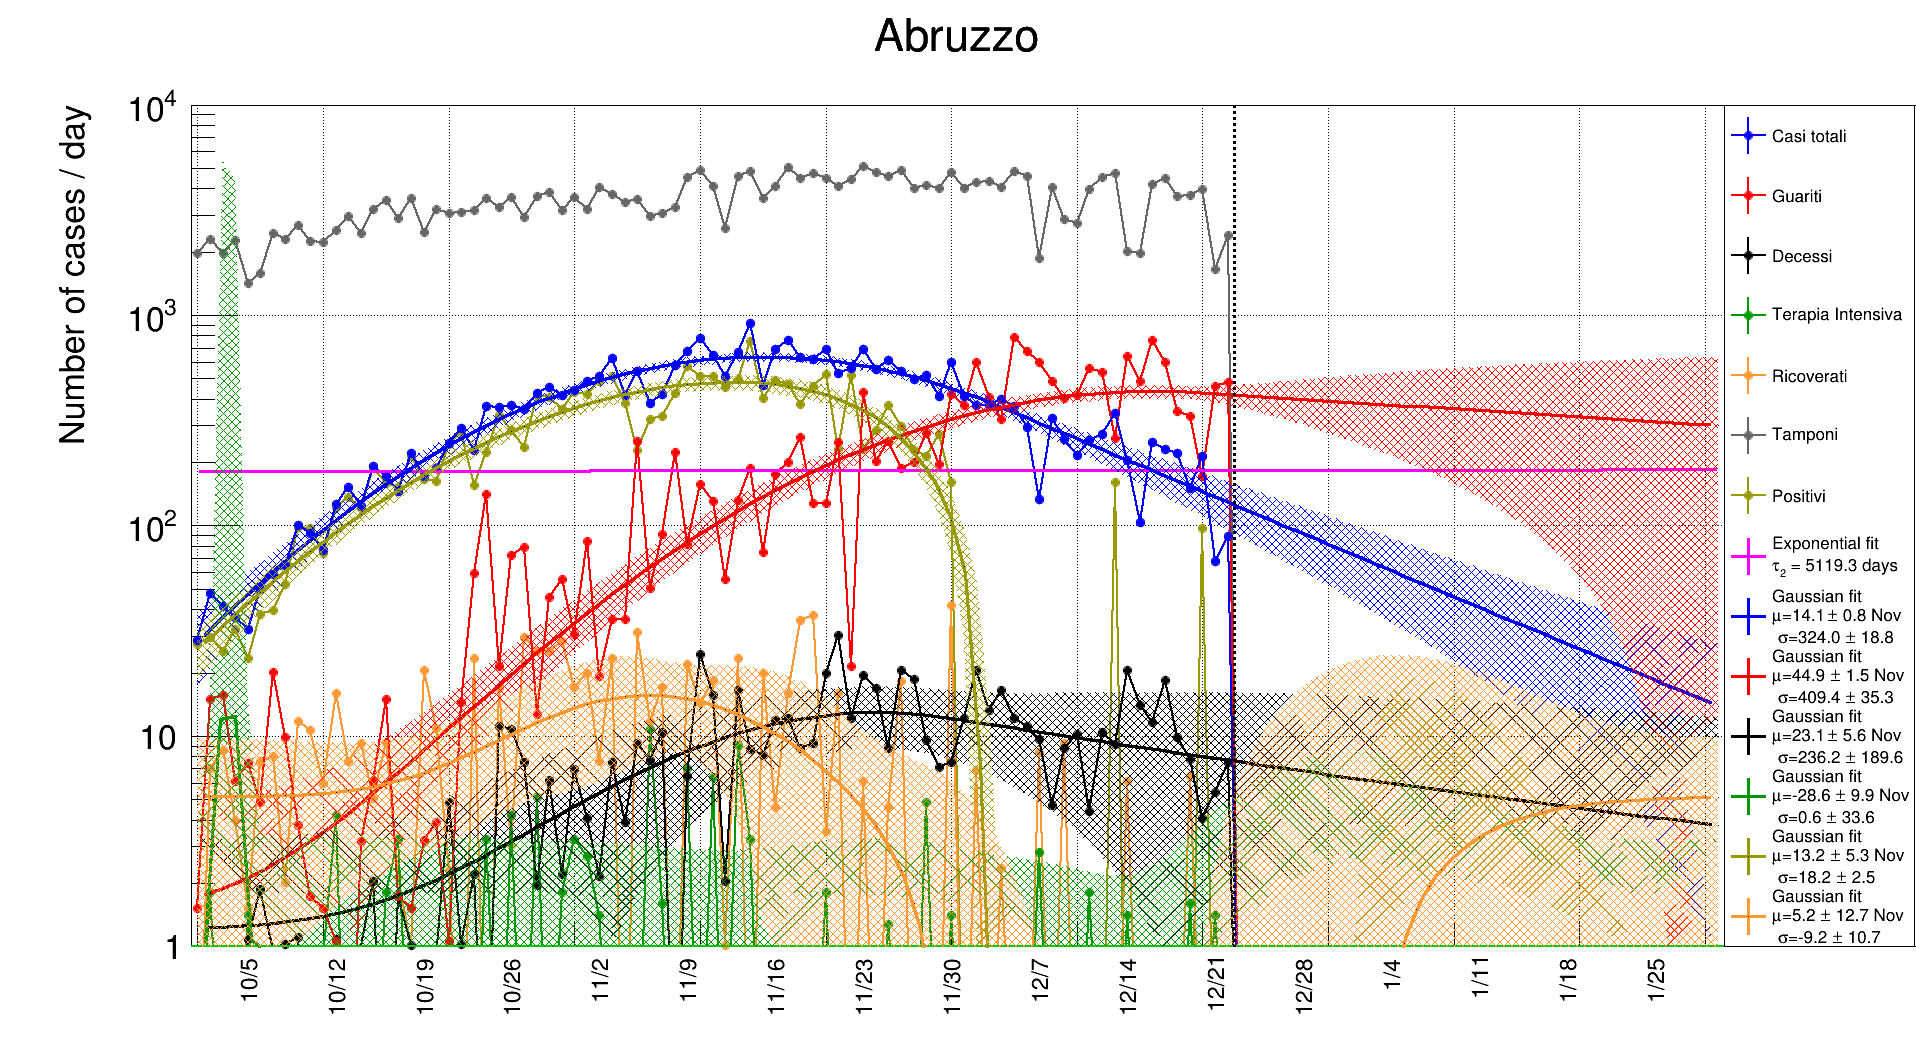 Abruzzo
Number of cases / day
10⁴
10³
10²
10
1
10/5
10/12
10/19
10/26
11/2
11/9
11/16
11/23
11/30
12/7
12/14
12/21
12/28
1/4
1/11
1/18
1/25
Casi totali
Guariti
Decessi
Terapia Intensiva
Ricoverati
Tamponi
Positivi
Exponential fit
τ₂ = 5119.3 days
Gaussian fit
μ=14.1 ± 0.8 Nov
σ=324.0 ± 18.8
Gaussian fit
μ=44.9 ± 1.5 Nov
σ=409.4 ± 35.3
Gaussian fit
μ=23.1 ± 5.6 Nov
σ=236.2 ± 189.6
Gaussian fit
μ=-28.6 ± 9.9 Nov
σ=0.6 ± 33.6
Gaussian fit
μ=13.2 ± 5.3 Nov
σ=18.2 ± 2.5
Gaussian fit
μ=5.2 ± 12.7 Nov
σ=-9.2 ± 10.7